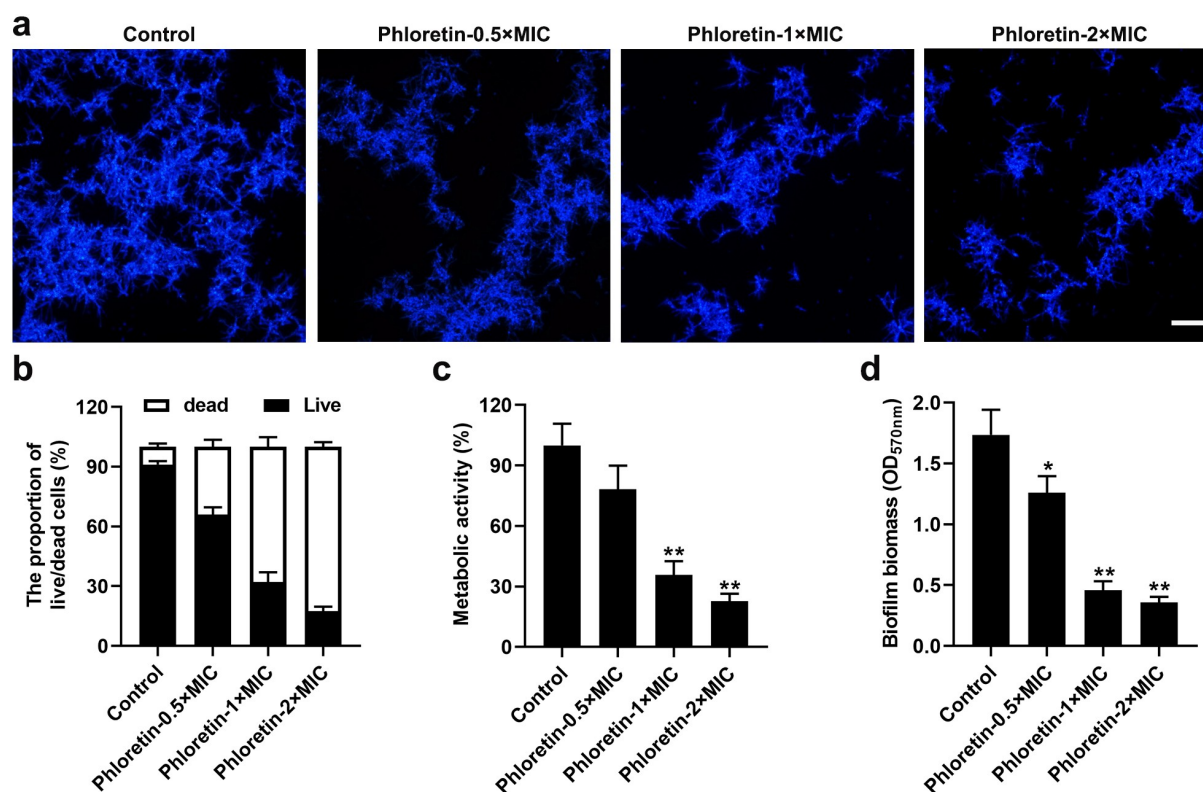 a
Control
Phloretin-0.5×MIC
Phloretin-1×MIC
Phloretin-2×MIC
b
dead
Live
The proportion of
live/dead cells (%)
120
90
60
30
0
Control
Phloretin-0.5×MIC
Phloretin-1×MIC
Phloretin-2×MIC
c
Metabolic activity (%)
120
90
60
30
0
**
**
Control
Phloretin-0.5×MIC
Phloretin-1×MIC
Phloretin-2×MIC
d
Biofilm biomass (OD570nm)
2.0
1.5
1.0
0.5
0.0
*
**
**
Control
Phloretin-0.5×MIC
Phloretin-1×MIC
Phloretin-2×MIC